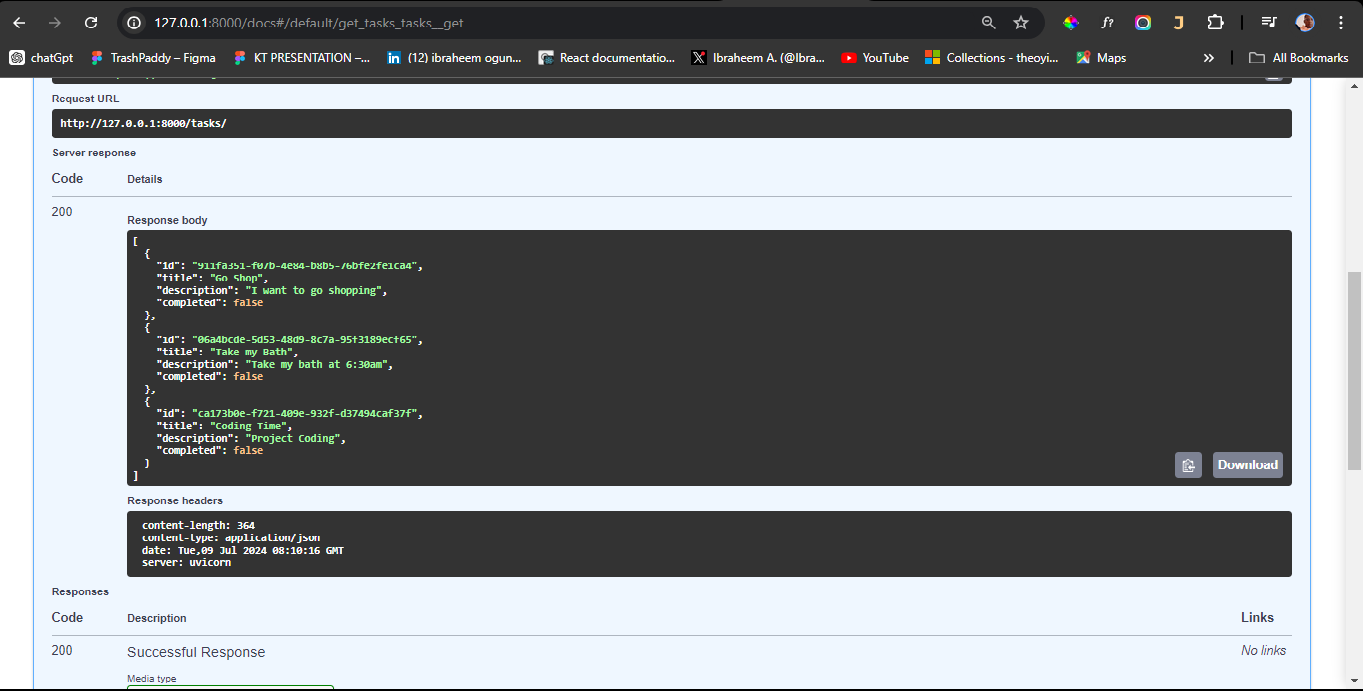 127.0.0.1:8000/docs#/default/get_tasks_tasks__get
f?
J
chatGpt
TrashPaddy – Figma
KT PRESENTATION –...
(12) ibraheem ogun...
React documentatio...
Ibraheem A. (@Ibra...
YouTube
Collections - theoyi...
Maps
»
All Bookmarks
Request URL
http://127.0.0.1:8000/tasks/
Server response
Code Details
200
Response body
[
{
"id": "911fa351-f07b-4e84-b8b5-76bfe2fe1ca4",
"title": "Go Shop",
"description": "I want to go shopping",
"completed": false
},
{
"id": "06a4bcde-5d53-48d9-8c7a-95f3189ecf65",
"title": "Take my Bath",
"description": "Take my bath at 6:30am",
"completed": false
},
{
"id": "ca173b0e-f721-409e-932f-d37494caf37f",
"title": "Coding Time",
"description": "Project Coding",
"completed": false
}
]
Download
Response headers
content-length: 364
content-type: application/json
date: Tue,09 Jul 2024 08:10:16 GMT
server: uvicorn
Responses
Code Description Links
200 Successful Response No links
Media type